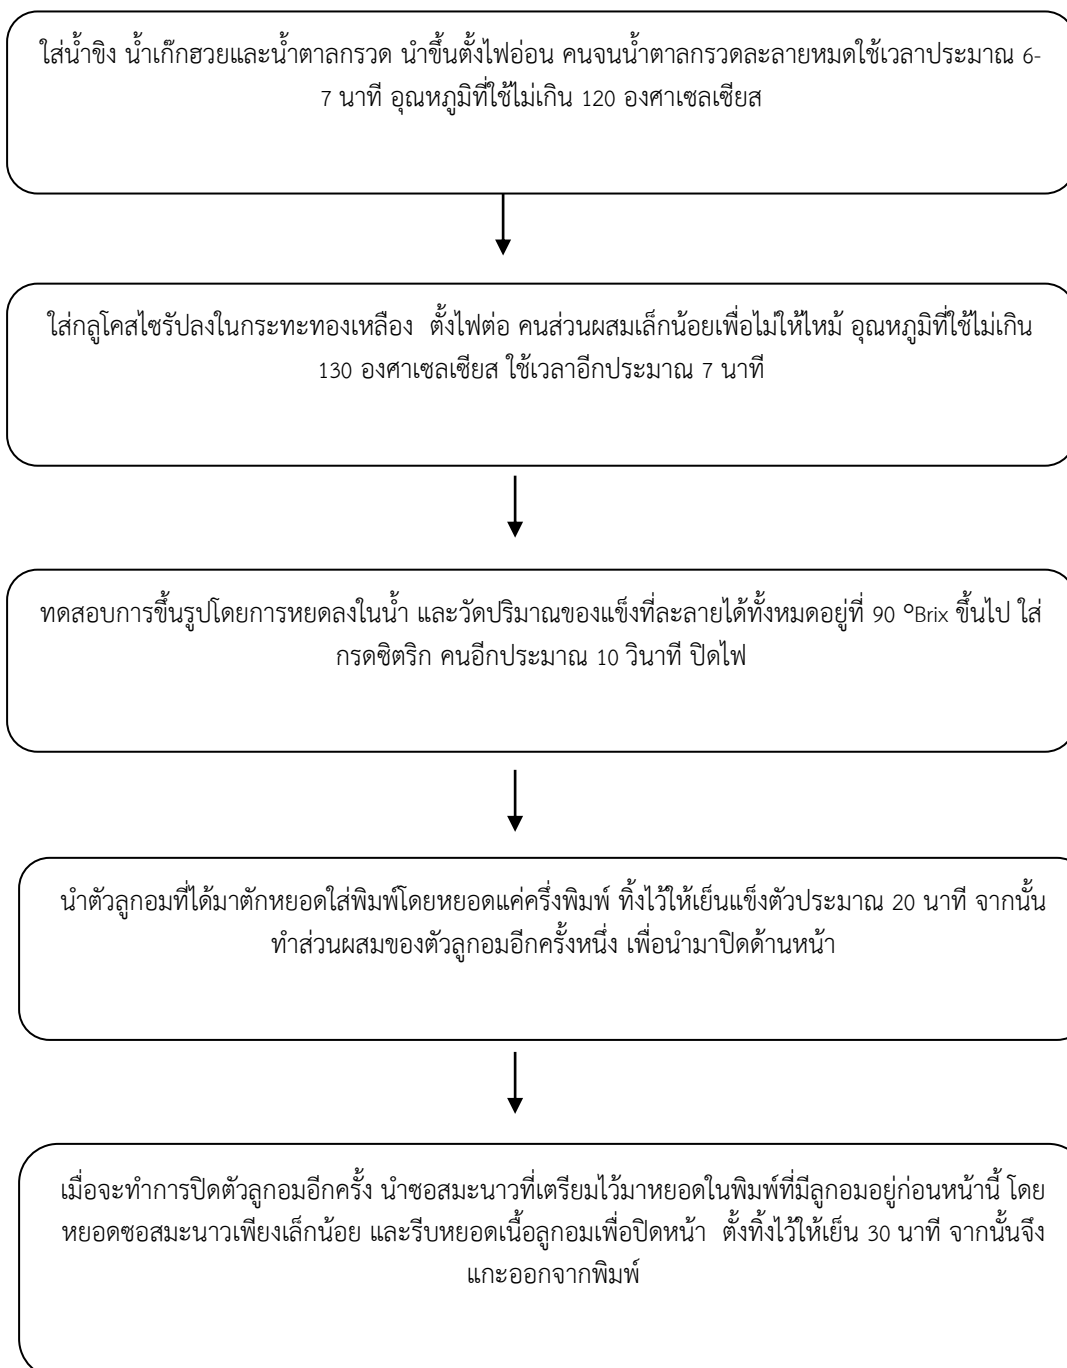 ใส่น้ำขิง น้ำเก๊กฮวยและน้ำตาลกรวด นำขึ้นตั้งไฟอ่อน คนจนน้ำตาลกรวดละลายหมดใช้เวลาประมาณ 6-
7 นาที อุณหภูมิที่ใช้ไม่เกิน 120 องศาเซลเซียส
ใส่กลูโคสไซรัปลงในกระทะทองเหลือง ตั้งไฟต่อ คนส่วนผสมเล็กน้อยเพื่อไม่ให้ไหม้ อุณหภูมิที่ใช้ไม่เกิน
130 องศาเซลเซียส ใช้เวลาอีกประมาณ 7 นาที
ทดสอบการขึ้นรูปโดยการหยดลงในน้ำ และวัดปริมาณของแข็งที่ละลายได้ทั้งหมดอยู่ที่ 90 °Brix ขึ้นไป ใส่
กรดซิตริก คนอีกประมาณ 10 วินาที ปิดไฟ
นำตัวลูกอมที่ได้มาตักหยอดใส่พิมพ์โดยหยอดแค่ครึ่งพิมพ์ ทิ้งไว้ให้เย็นแข็งตัวประมาณ 20 นาที จากนั้น
ทำส่วนผสมของตัวลูกอมอีกครั้งหนึ่ง เพื่อนำมาปิดด้านหน้า
เมื่อจะทำการปิดตัวลูกอมอีกครั้ง นำซอสมะนาวที่เตรียมไว้มาหยอดในพิมพ์ที่มีลูกอมอยู่ก่อนหน้านี้ โดย
หยอดซอสมะนาวเพียงเล็กน้อย และรีบหยอดเนื้อลูกอมเพื่อปิดหน้า ตั้งทิ้งไว้ให้เย็น 30 นาที จากนั้นจึง
แกะออกจากพิมพ์